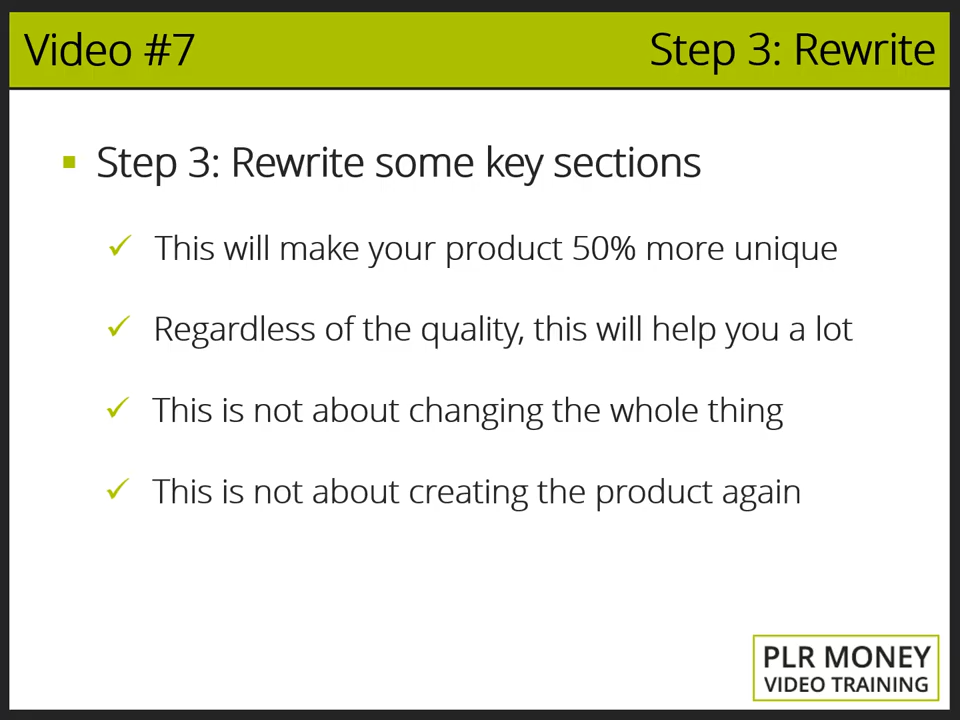 Video #7
Step 3: Rewrite
Step 3: Rewrite some key sections
This will make your product 50% more unique
Regardless of the quality, this will help you a lot
This is not about changing the whole thing
This is not about creating the product again
PLR MONEY
VIDEO TRAINING